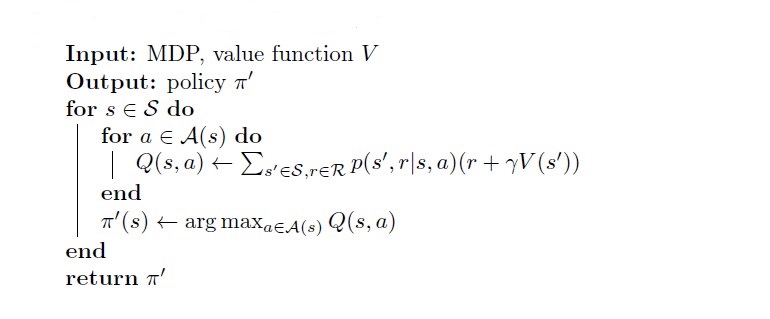 Input: MDP, value function V
Output: policy π′
for s ∈ 𝒮 do
for a ∈ 𝒜(s) do
Q(s, a) ← ∑_{s′∈𝒮,r∈ℛ} p(s′, r|s, a)(r + γV(s′))
end
π′(s) ← arg max_{a∈𝒜(s)} Q(s, a)
end
return π′